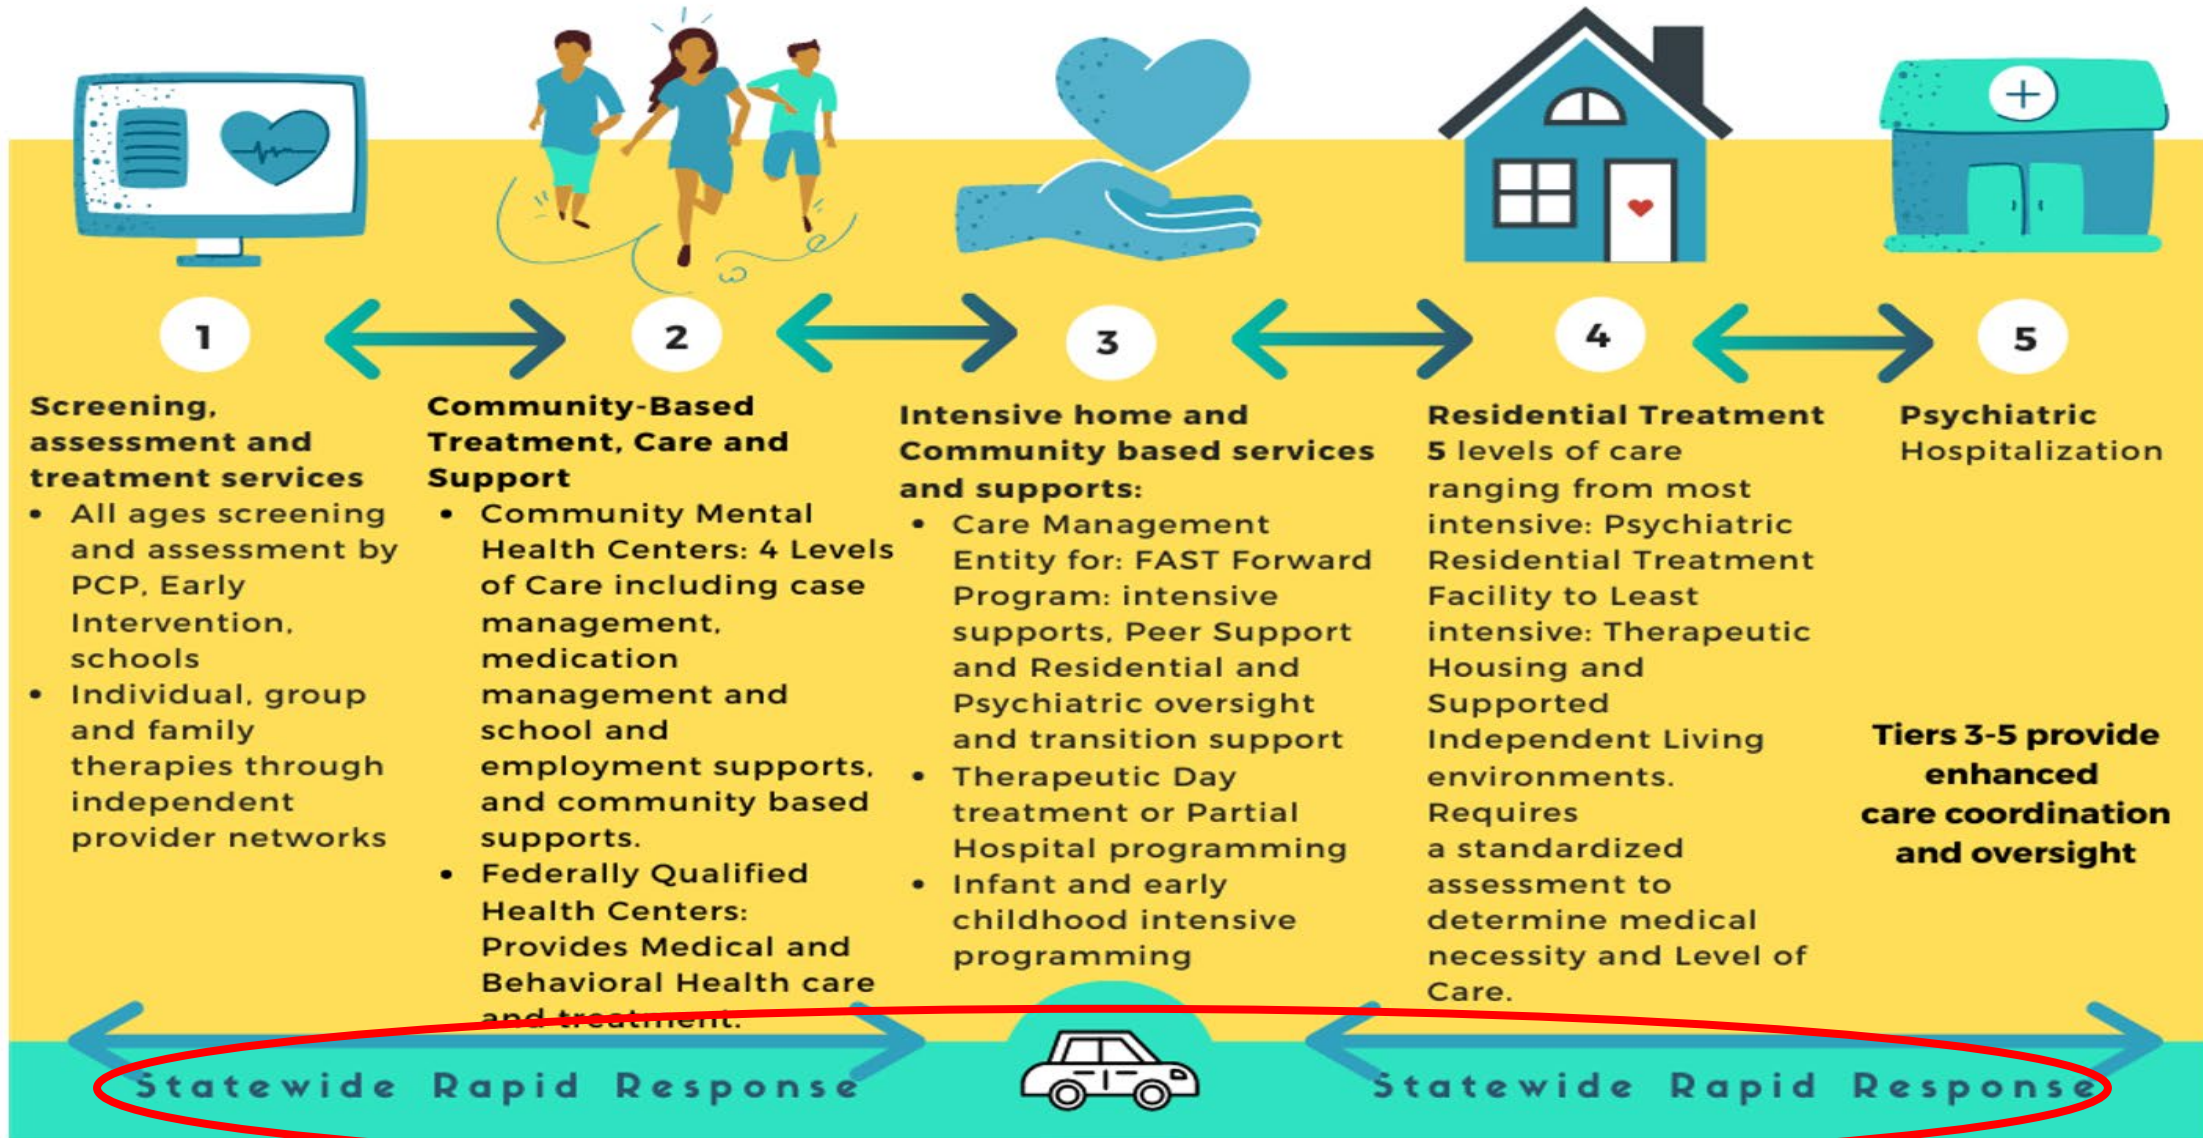 1
Screening,
assessment and
treatment services
• All ages screening
and assessment by
PCP, Early
Intervention,
schools
• Individual, group
and family
therapies through
independent
provider networks
2
Community-Based
Treatment, Care and
Support
• Community Mental
Health Centers: 4 Levels
of Care including case
management,
medication
management and
school and
employment supports,
and community based
supports.
• Federally Qualified
Health Centers:
Provides Medical and
Behavioral Health care
and treatment.
3
Intensive home and
Community based services
and supports:
• Care Management
Entity for: FAST Forward
Program: intensive
supports, Peer Support
and Residential and
Psychiatric oversight
and transition support
• Therapeutic Day
treatment or Partial
Hospital programming
• Infant and early
childhood intensive
programming
4
Residential Treatment
5 levels of care
ranging from most
intensive: Psychiatric
Residential Treatment
Facility to Least
intensive: Therapeutic
Housing and
Supported
Independent Living
environments.
Requires
a standardized
assessment to
determine medical
necessity and Level of
Care.
5
Psychiatric
Hospitalization
Tiers 3-5 provide
enhanced
care coordination
and oversight
Statewide Rapid Response
Statewide Rapid Response